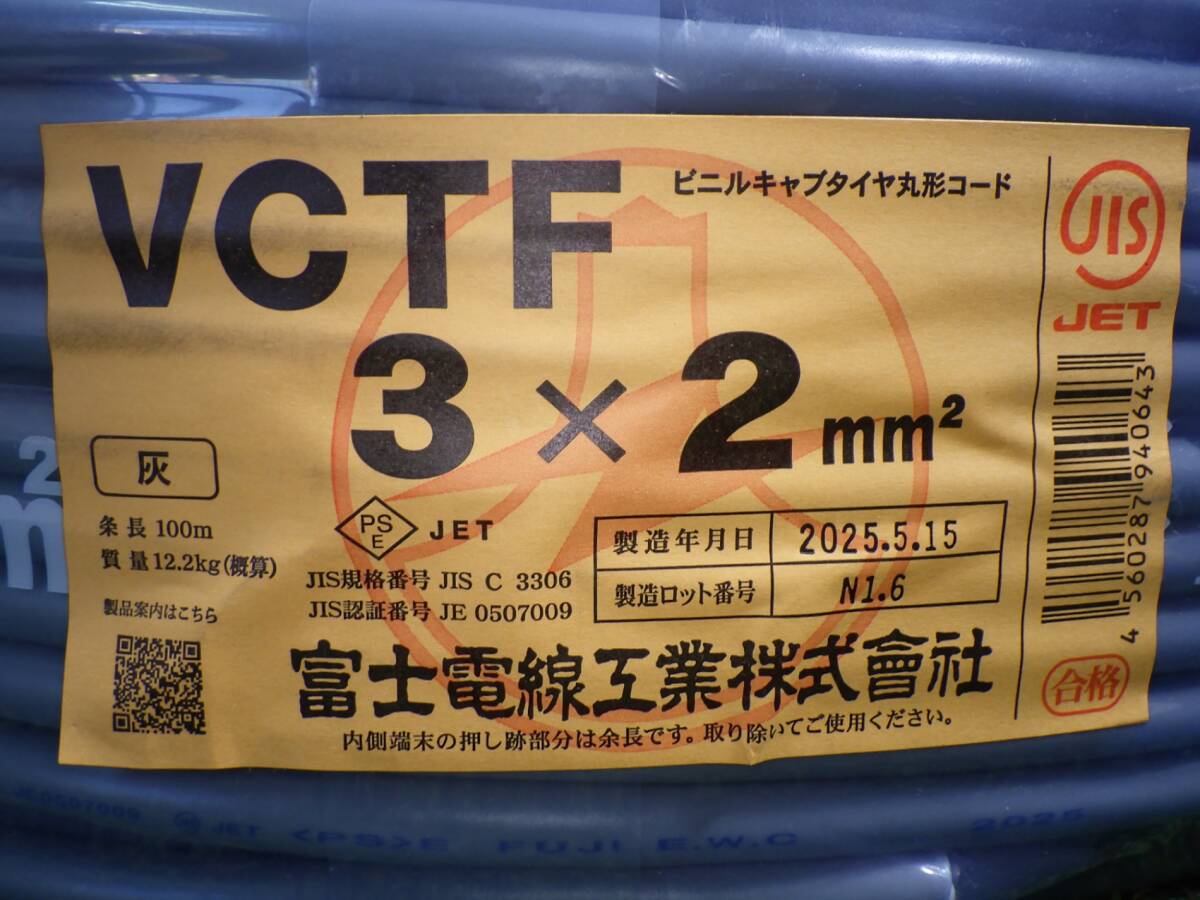 VCTF
ビニルキャブタイヤ丸形コード
3×2mm²
灰
条長 100m
質量 12.2kg(概算)
製品案内はこちら
PS
E
JET
JIS規格番号 JIS C 3306
JIS認証番号 JE 0507009
製造年月日 2025.5.15
製造ロット番号 N1.6
富士電線工業株式會社
内側端末の押し跡部分は余長です。取り除いてご使用ください。
JIS
JET
4560287940643
合格
2
m
JE0507009 JET <PS>E FUJI E.W.C 2025